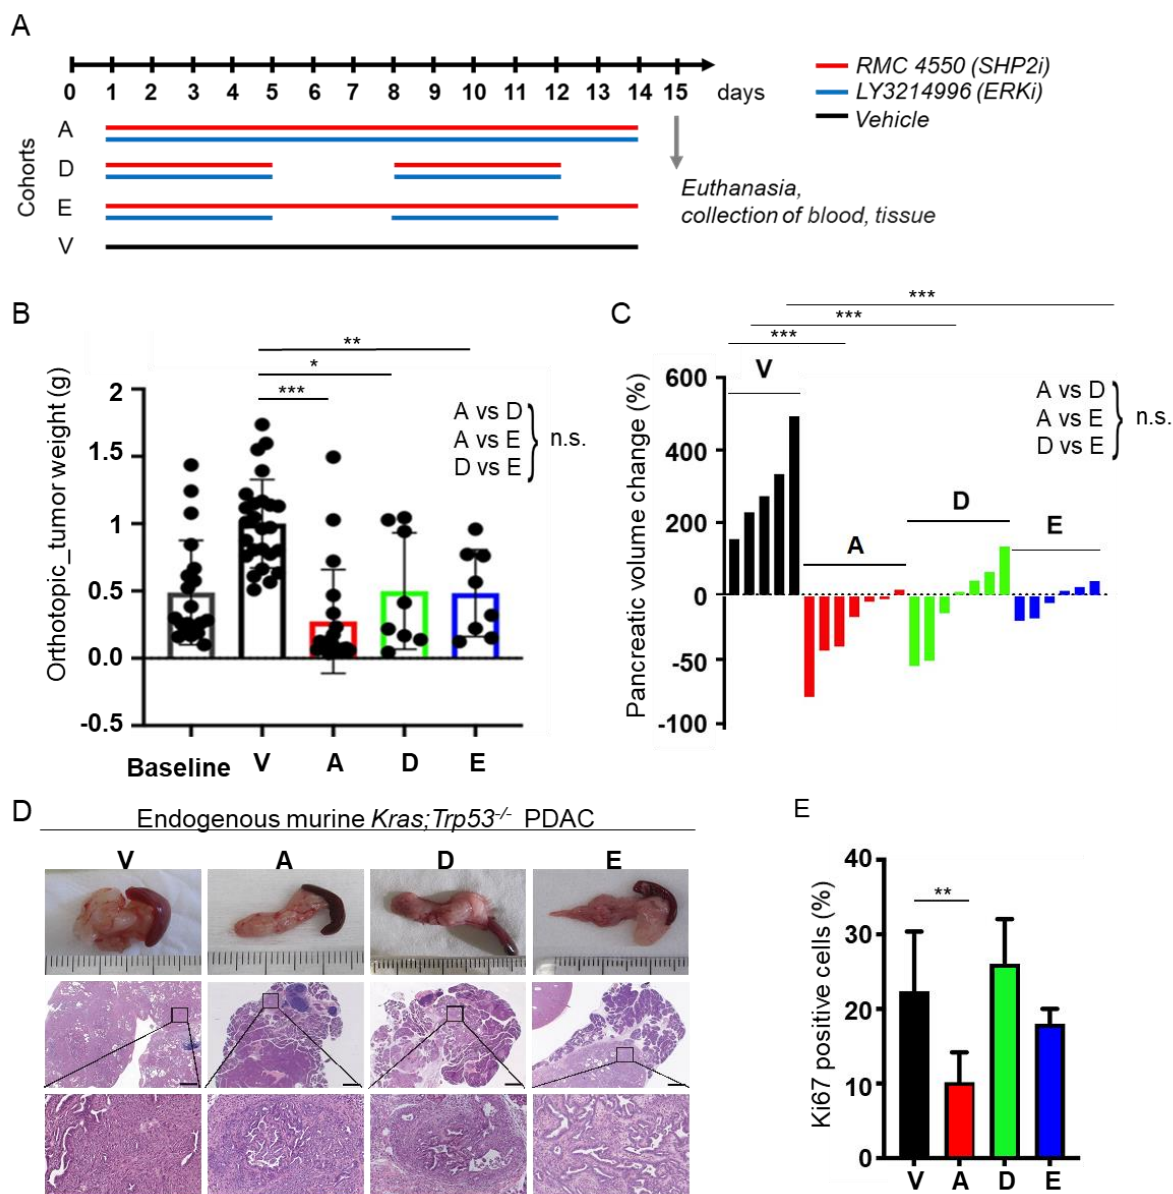 A
0 1 2 3 4 5 6 7 8 9 10 11 12 13 14 15 days
RMC 4550 (SHP2i)
LY3214996 (ERKi)
Vehicle
Cohorts
A
D
E
V
Euthanasia,
collection of blood, tissue
B
Orthotopic_tumor weight (g)
2
1.5
1
0.5
0.0
-0.5
**
*
***
A vs D
A vs E
D vs E
n.s.
Baseline V A D E
C
Pancreatic volume change (%)
600
400
200
0
-50
-100
***
***
***
V
A
D
E
A vs D
A vs E
D vs E
n.s.
D
Endogenous murine Kras;Trp53-/- PDAC
V A D E
E
Ki67 positive cells (%)
40
30
20
10
0
**
V A D E